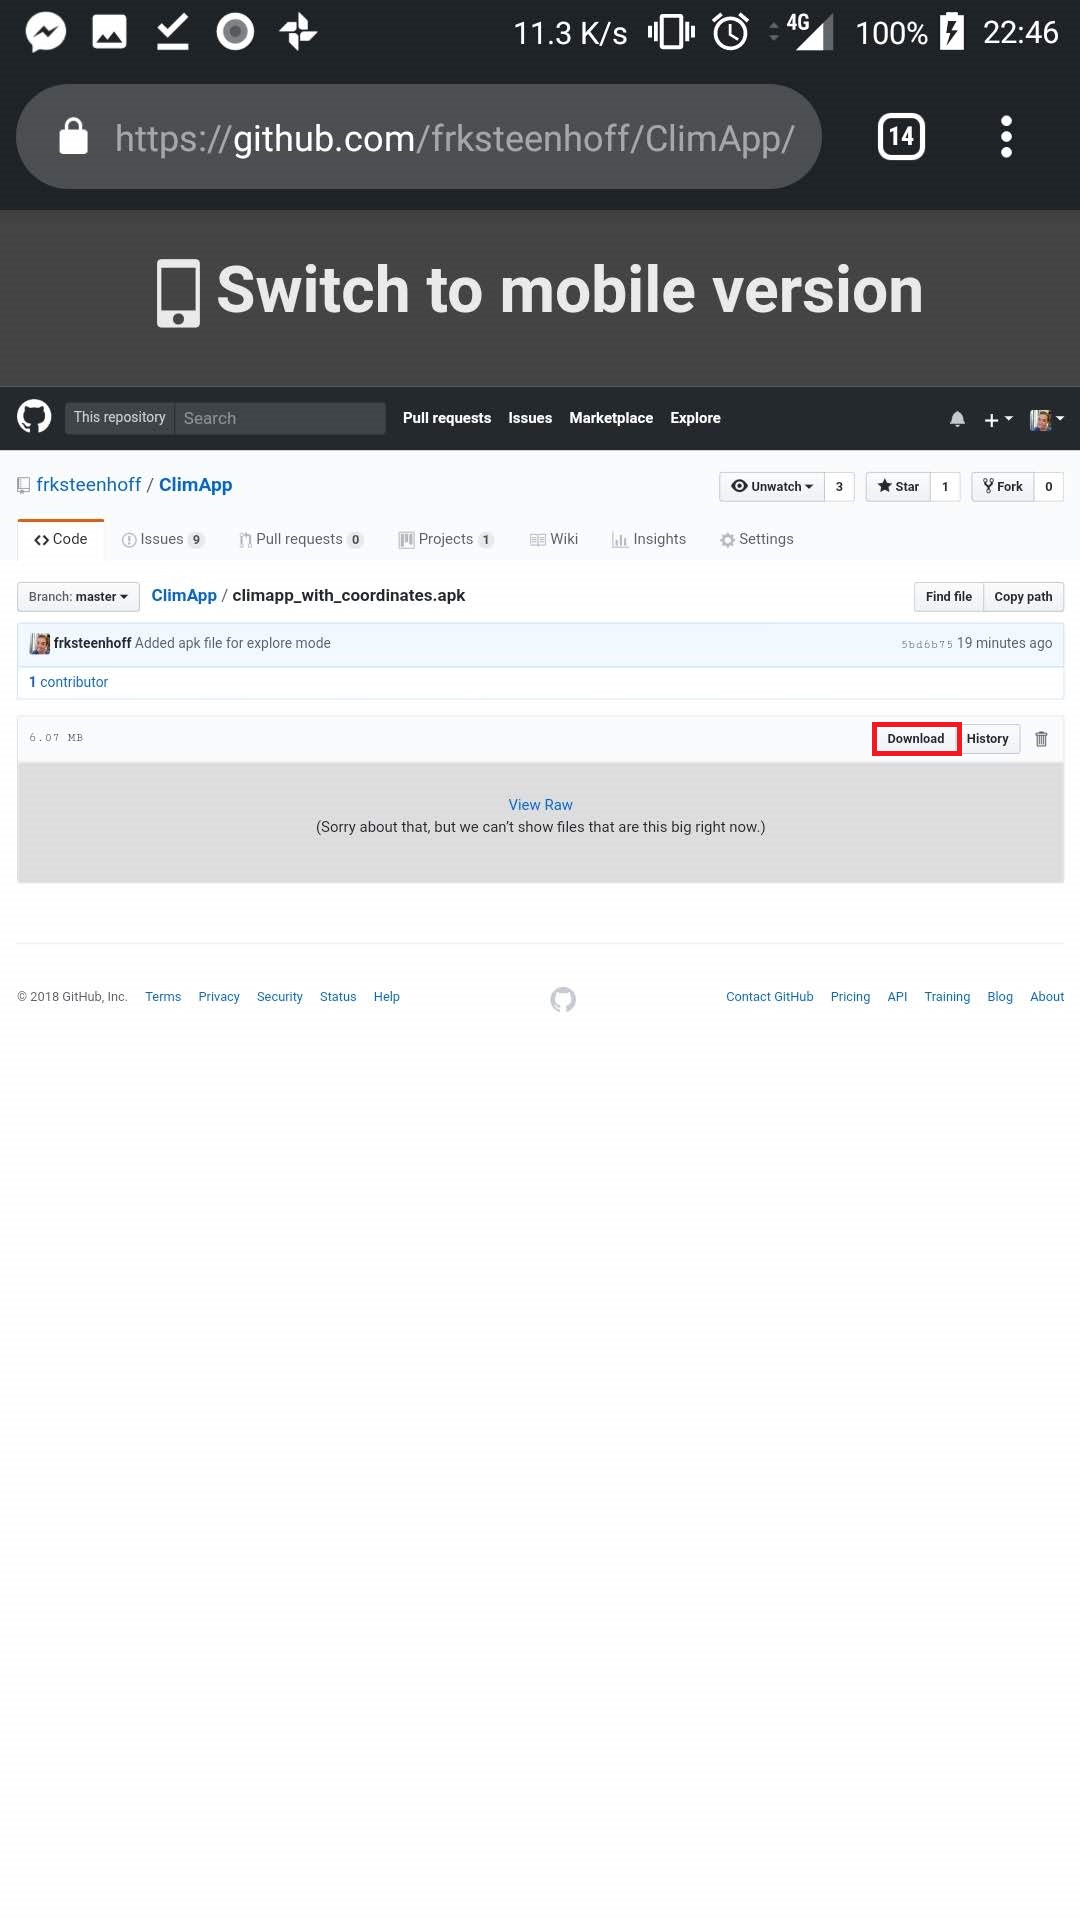 11.3 K/s 4G 100% 22:46
https://github.com/frksteenhoff/ClimApp/ 14
Switch to mobile version
This repository Search Pull requests Issues Marketplace Explore
frksteenhoff / ClimApp Unwatch 3 Star 1 Fork 0
Code Issues 9 Pull requests 0 Projects 1 Wiki Insights Settings
Branch: master ClimApp / climapp_with_coordinates.apk Find file Copy path
frksteenhoff Added apk file for explore mode 5bd6b75 19 minutes ago
1 contributor
6.07 MB Download History
View Raw
(Sorry about that, but we can’t show files that are this big right now.)
© 2018 GitHub, Inc. Terms Privacy Security Status Help Contact GitHub Pricing API Training Blog About